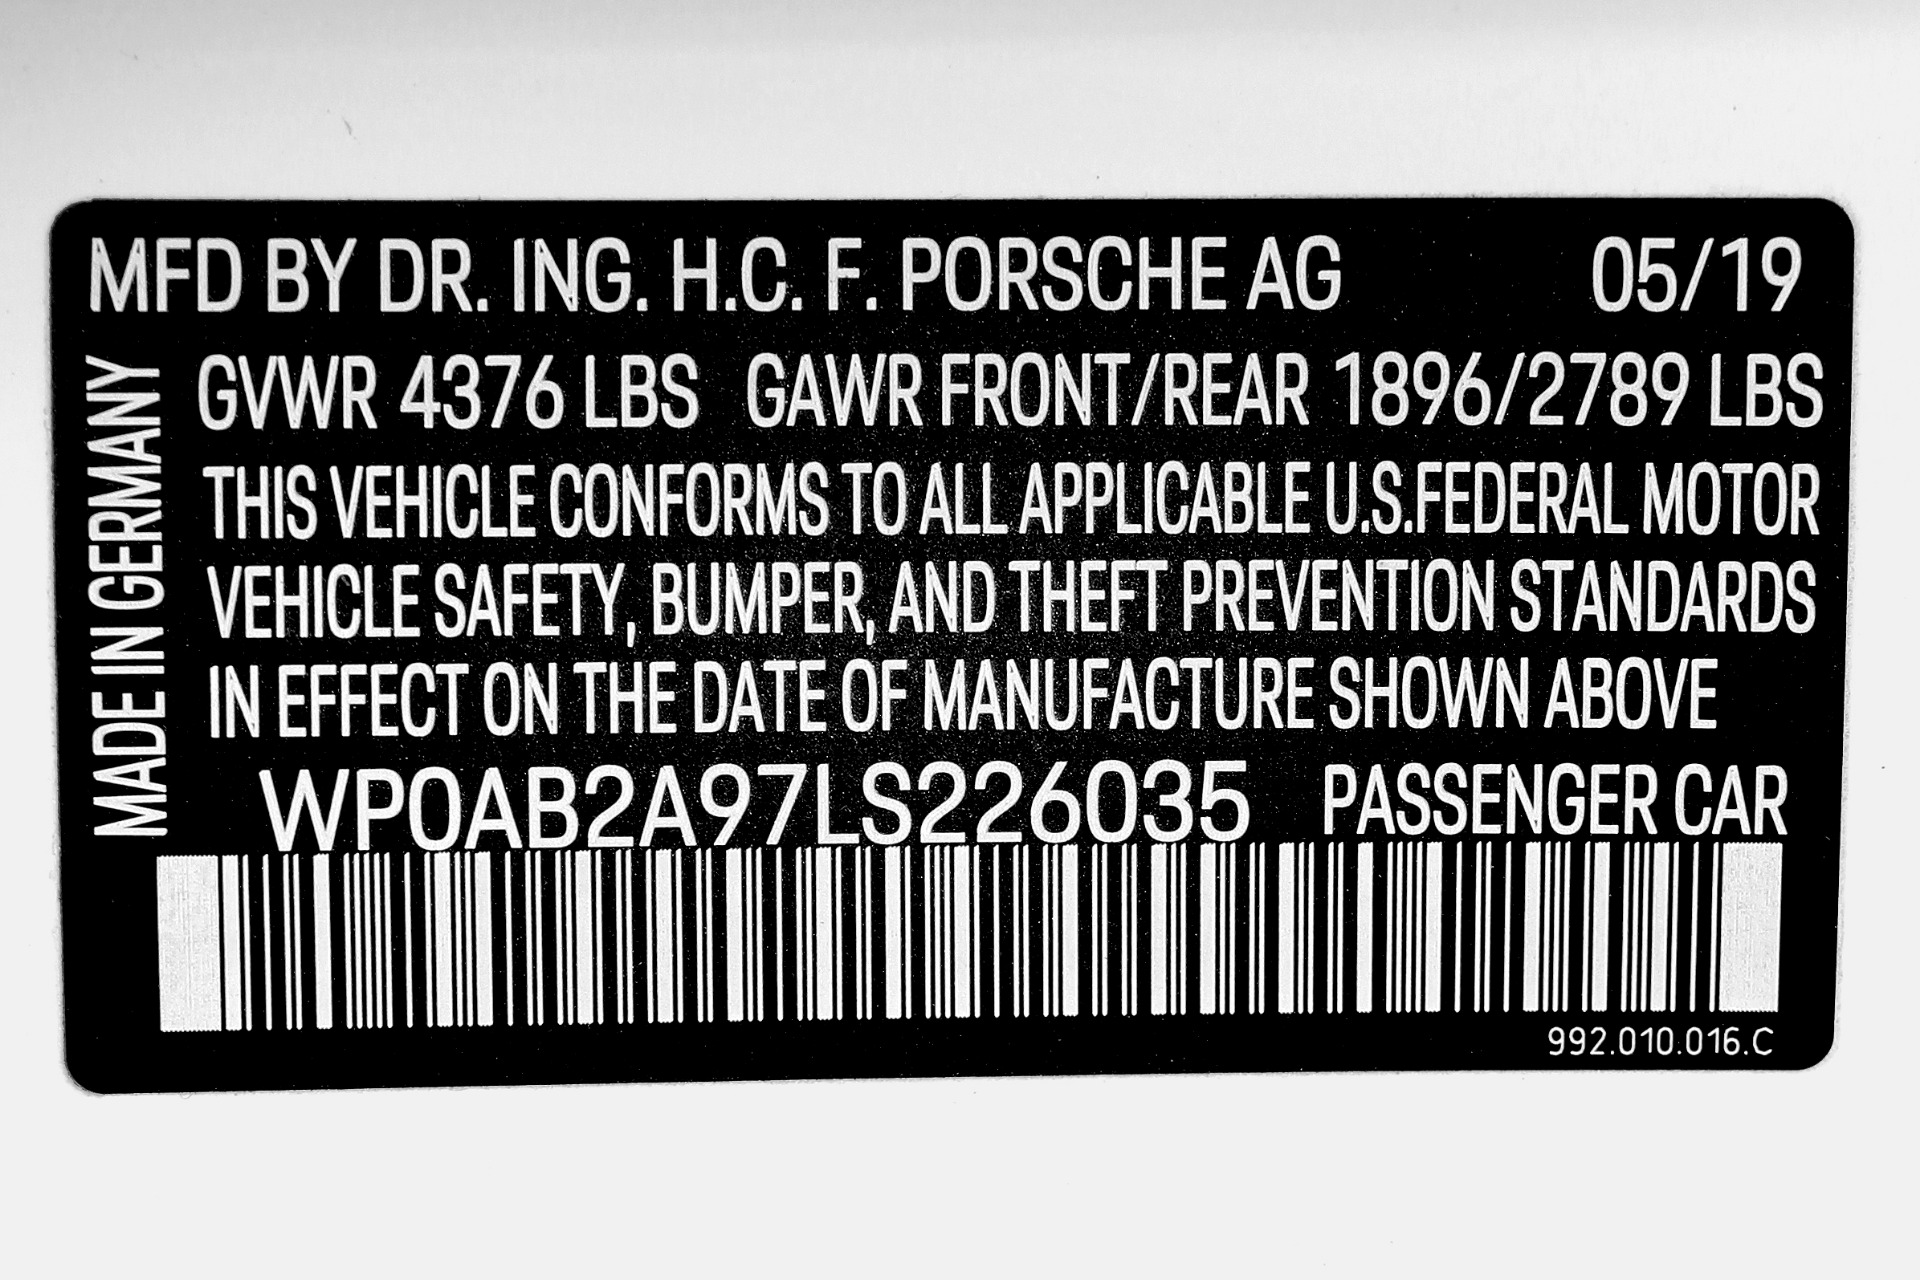 MFD BY DR. ING. H.C. F. PORSCHE AG 05/19
MADE IN GERMANY
GVWR 4376 LBS GAWR FRONT/REAR 1896/2789 LBS
THIS VEHICLE CONFORMS TO ALL APPLICABLE U.S.FEDERAL MOTOR
VEHICLE SAFETY, BUMPER, AND THEFT PREVENTION STANDARDS
IN EFFECT ON THE DATE OF MANUFACTURE SHOWN ABOVE
WP0AB2A97LS226035 PASSENGER CAR
992.010.016.C